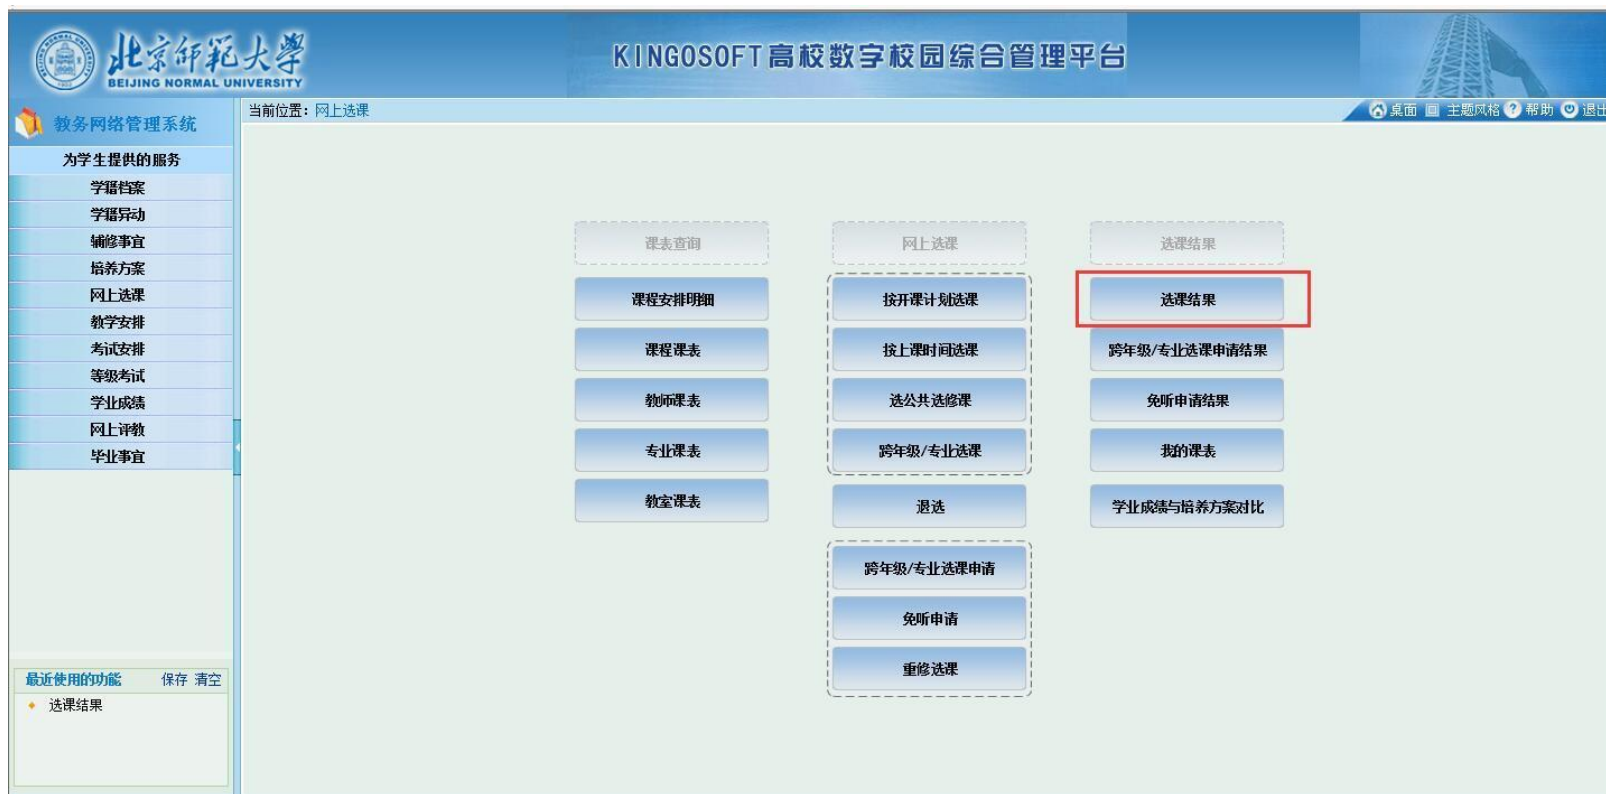 北京师范大学
BEIJING NORMAL UNIVERSITY
KINGOSOFT高校数字校园综合管理平台
教务网络管理系统
当前位置：网上选课
桌面 主题风格 帮助 退出
为学生提供的服务
学籍档案
学籍异动
辅修事宜
培养方案
网上选课
教学安排
考试安排
等级考试
学业成绩
网上评教
毕业事宜
最近使用的功能 保存 清空
选课结果
课表查询
课程安排明细
课程课表
教师课表
专业课表
教室课表
网上选课
按开课计划选课
按上课时间选课
选公共选修课
跨年级/专业选课
退选
跨年级/专业选课申请
免听申请
重修选课
选课结果
选课结果
跨年级/专业选课申请结果
免听申请结果
我的课表
学业成绩与培养方案对比